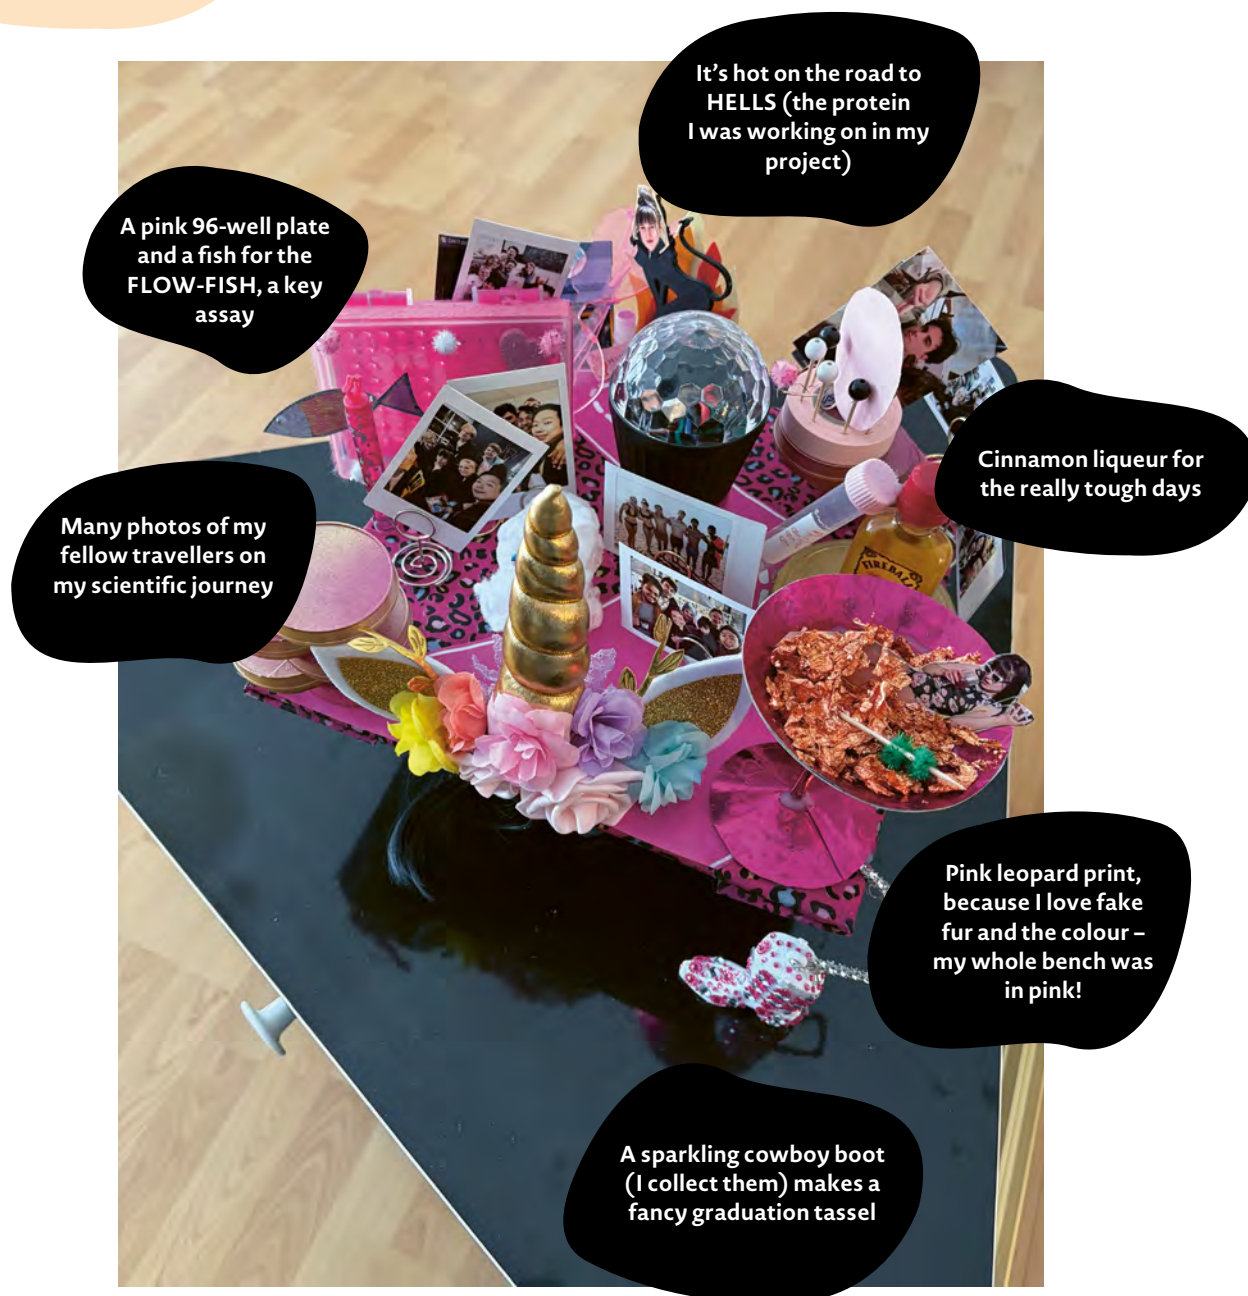 It's hot on the road to
HELLS (the protein
I was working on in my
project)
A pink 96-well plate
and a fish for the
FLOW-FISH, a key
assay
Cinnamon liqueur for
the really tough days
Many photos of my
fellow travellers on
my scientific journey
FIREBALL
Pink leopard print,
because I love fake
fur and the colour –
my whole bench was
in pink!
A sparkling cowboy boot
(I collect them) makes a
fancy graduation tassel